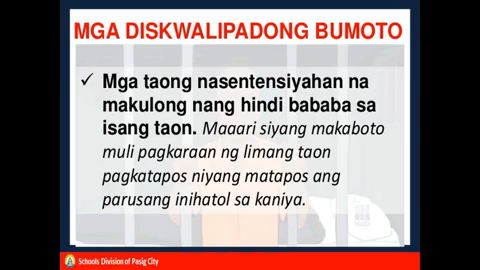 MGA DISKWALIPADONG BUMOTO
✓ Mga taong nasentensiyahan na
makulong nang hindi bababa sa
isang taon. Maaari siyang makaboto
muli pagkaraan ng limang taon
pagkatapos niyang matapos ang
parusang inihatol sa kaniya.
Schools Division of Pasig City